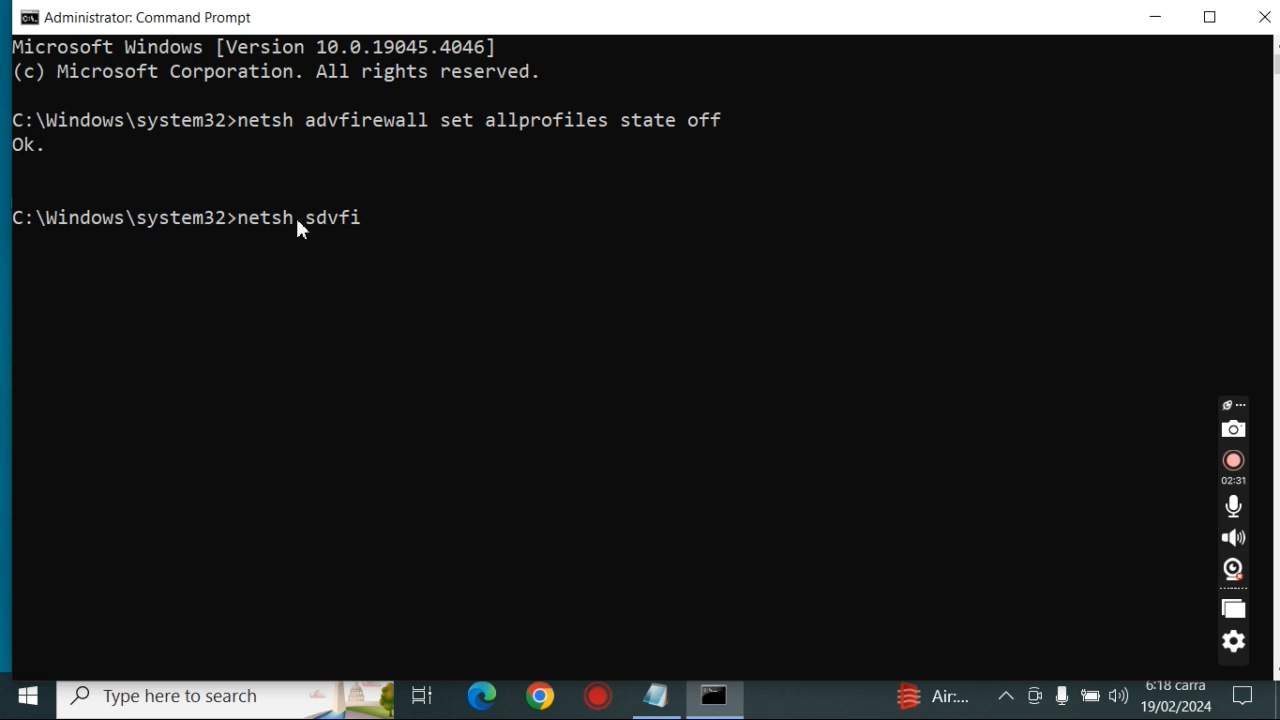 Administrator: Command Prompt
Microsoft Windows [Version 10.0.19045.4046]
(c) Microsoft Corporation. All rights reserved.
C:\Windows\system32>netsh advfirewall set allprofiles state off
Ok.
C:\Windows\system32>netsh sdvfi
02:31
Type here to search
Air:...
6:18 carra
19/02/2024